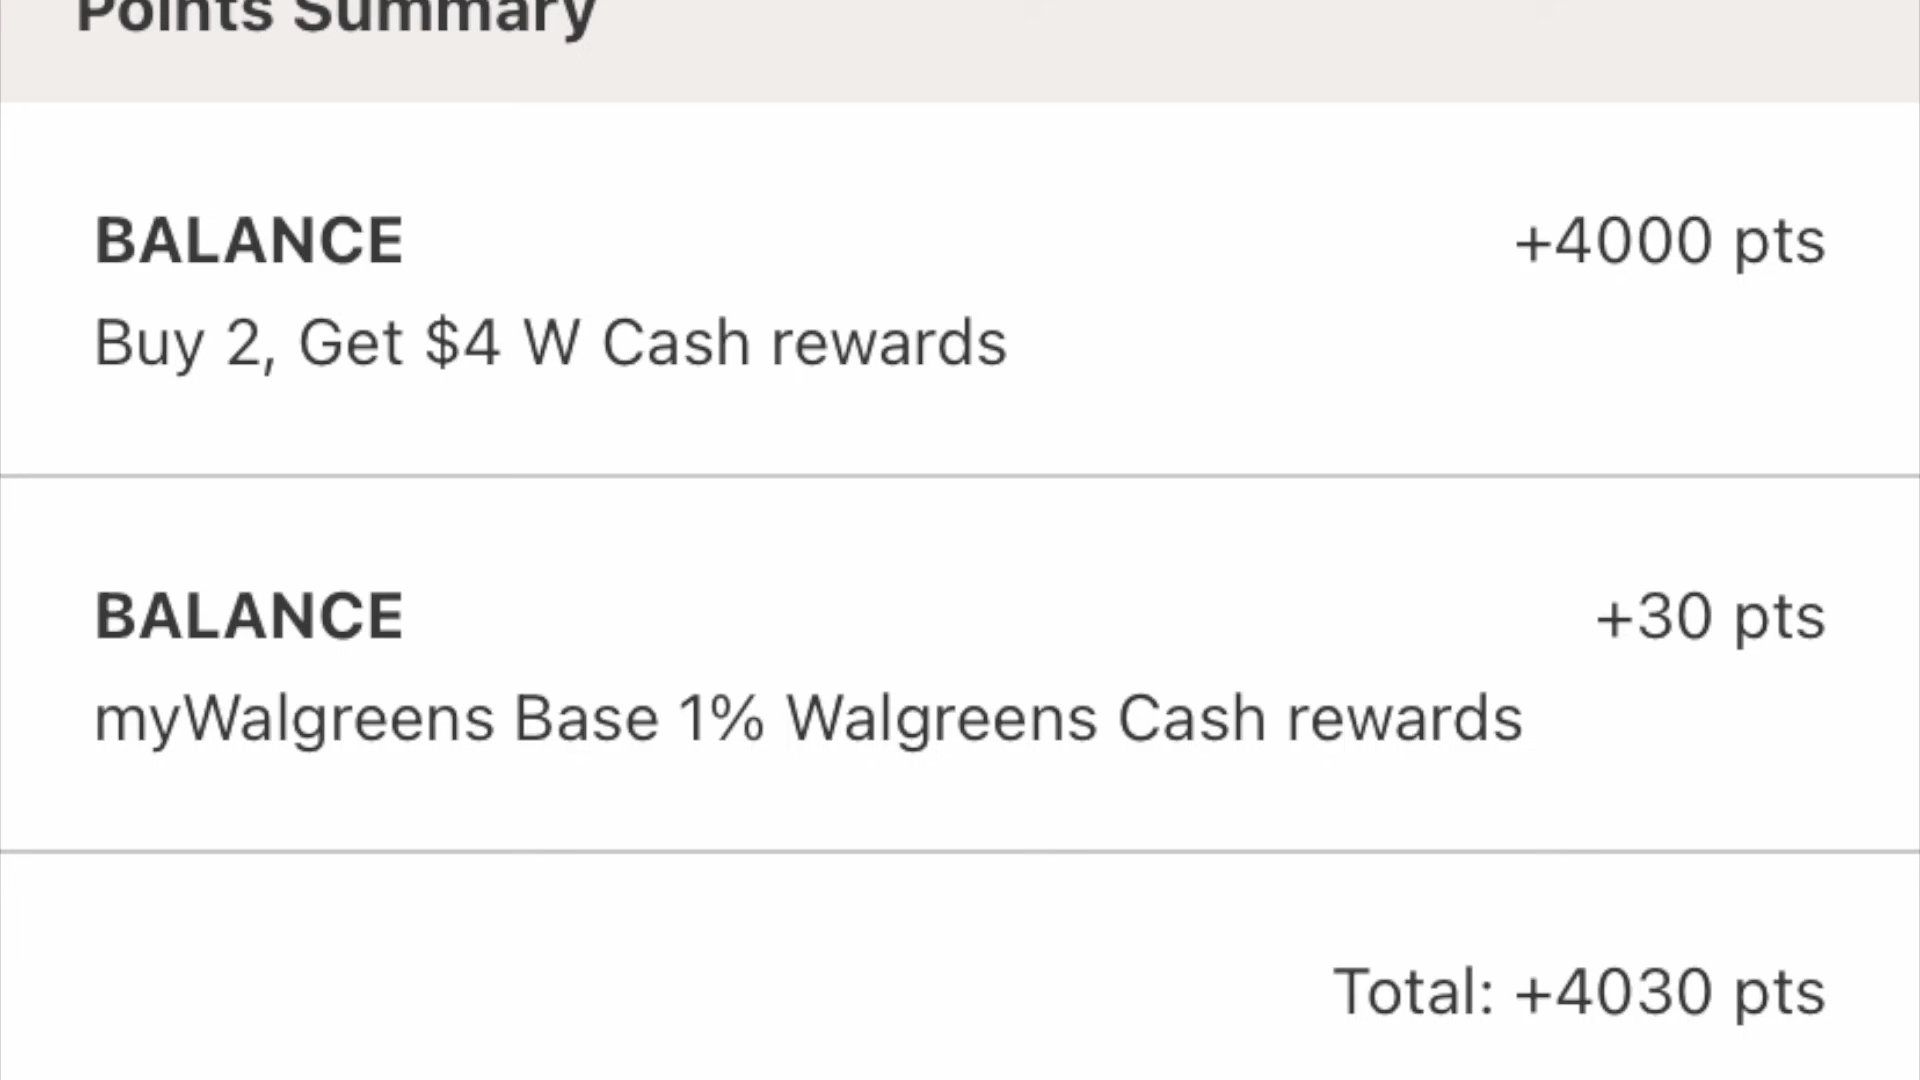 Points Summary
BALANCE +4000 pts
Buy 2, Get $4 W Cash rewards
BALANCE +30 pts
myWalgreens Base 1% Walgreens Cash rewards
Total: +4030 pts